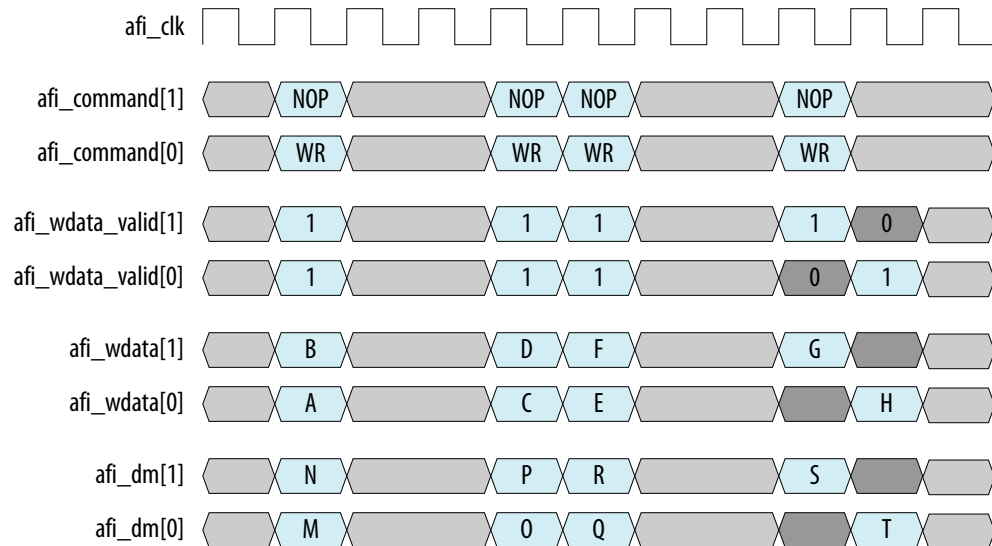 afi_clk
afi_command[1] NOP NOP NOP NOP
afi_command[0] WR WR WR WR
afi_wdata_valid[1] 1 1 1 1 0
afi_wdata_valid[0] 1 1 1 0 1
afi_wdata[1] B D F G
afi_wdata[0] A C E H
afi_dm[1] N P R S
afi_dm[0] M O Q T